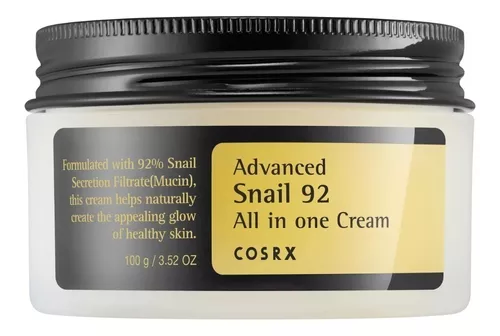 Formulated with 92% Snail
Secretion Filtrate(Mucin),
this cream helps naturally
create the appealing glow
of healthy skin.
100 g / 3.52 OZ
Advanced
Snail 92
All in one Cream
COSRX